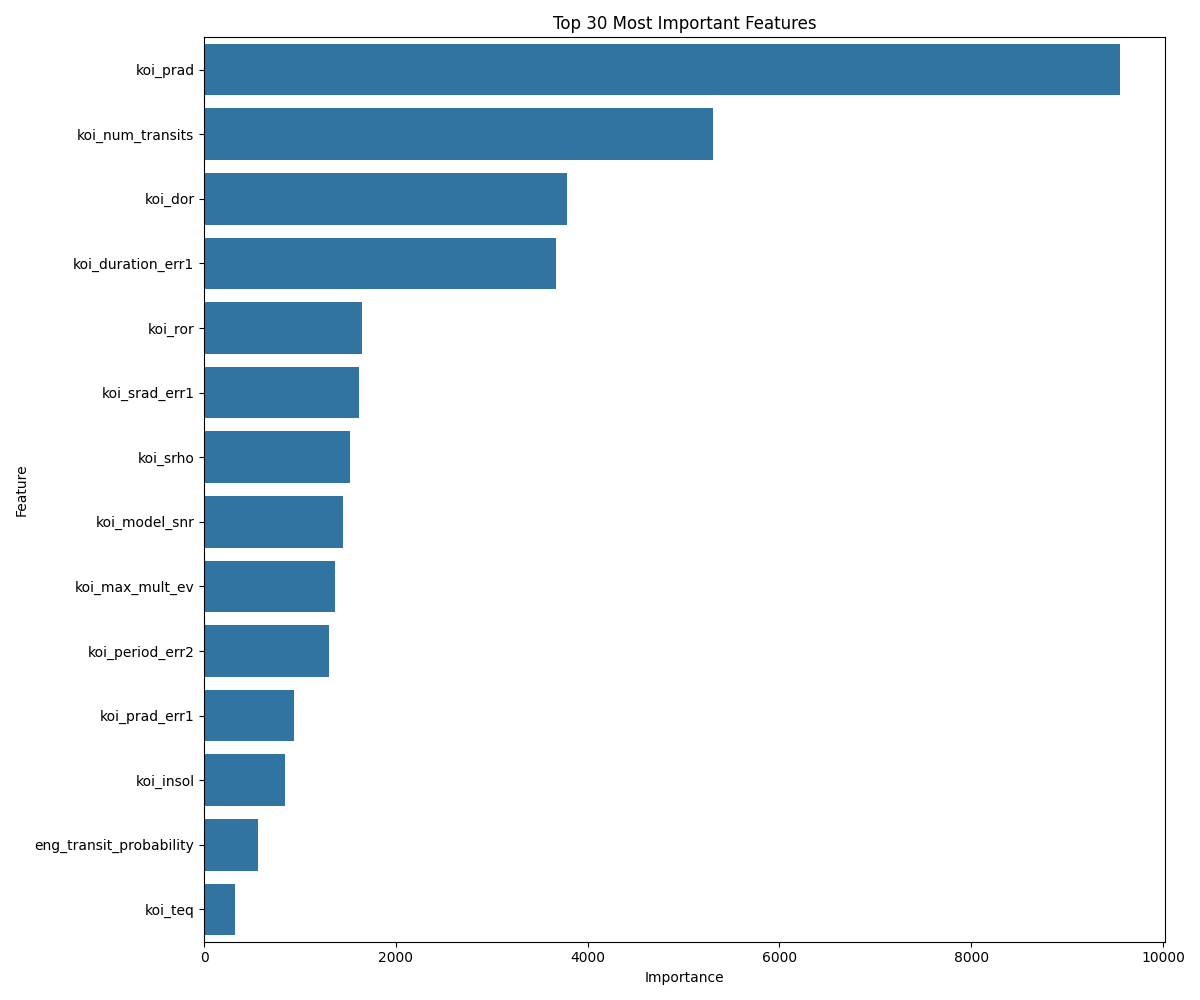 Top 30 Most Important Features
Feature
koi_prad
koi_num_transits
koi_dor
koi_duration_err1
koi_ror
koi_srad_err1
koi_srho
koi_model_snr
koi_max_mult_ev
koi_period_err2
koi_prad_err1
koi_insol
eng_transit_probability
koi_teq
0 2000 4000 6000 8000 10000
Importance